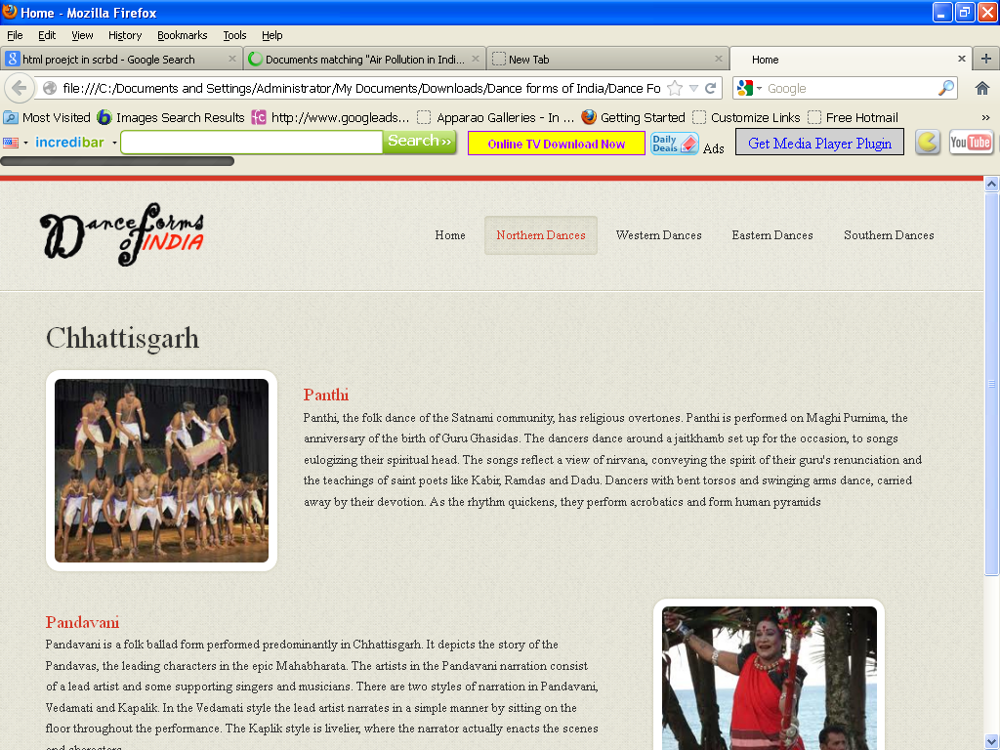 Home - Mozilla Firefox
File Edit View History Bookmarks Tools Help
html proejct in scrbd - Google Search
Documents matching "Air Pollution in Indi...
New Tab
Home
file:///C:/Documents and Settings/Administrator/My Documents/Downloads/Dance forms of India/Dance Fo
Google
Most Visited Images Search Results http://www.googleads... Apparao Galleries - In ... Getting Started Customize Links Free Hotmail »
incredibar Search›› Online TV Download Now Daily Deals Ads Get Media Player Plugin YouTube
Dance forms
of INDIA
Home Northern Dances Western Dances Eastern Dances Southern Dances
Chhattisgarh
Panthi
Panthi, the folk dance of the Satnami community, has religious overtones. Panthi is performed on Maghi Purnima, the
anniversary of the birth of Guru Ghasidas. The dancers dance around a jaitkhamb set up for the occasion, to songs
eulogizing their spiritual head. The songs reflect a view of nirvana, conveying the spirit of their guru's renunciation and
the teachings of saint poets like Kabir, Ramdas and Dadu. Dancers with bent torsos and swinging arms dance, carried
away by their devotion. As the rhythm quickens, they perform acrobatics and form human pyramids
Pandavani
Pandavani is a folk ballad form performed predominantly in Chhattisgarh. It depicts the story of the
Pandavas, the leading characters in the epic Mahabharata. The artists in the Pandavani narration consist
of a lead artist and some supporting singers and musicians. There are two styles of narration in Pandavani,
Vedamati and Kapalik. In the Vedamati style the lead artist narrates in a simple manner by sitting on the
floor throughout the performance. The Kaplik style is livelier, where the narrator actually enacts the scenes
and characters